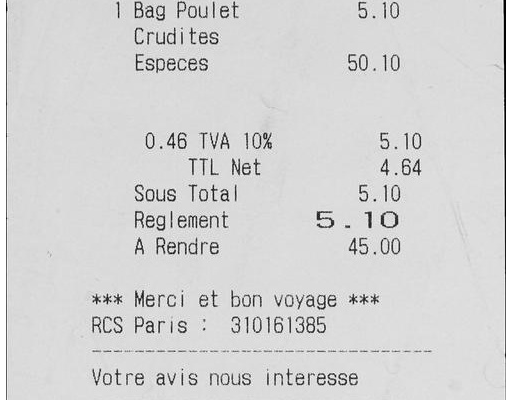 1 Bag Poulet 5.10
Crudites
Especes 50.10
0.46 TVA 10% 5.10
TTL Net 4.64
Sous Total 5.10
Reglement 5.10
A Rendre 45.00
*** Merci et bon voyage ***
RCS Paris : 310161385
--------------------------------
Votre avis nous interesse